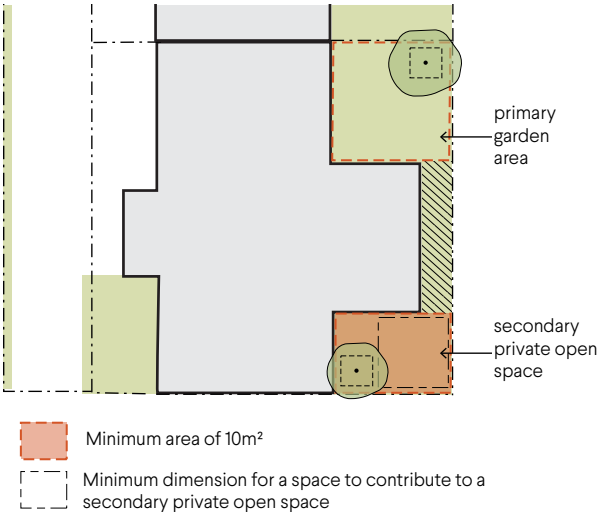 primary
garden
area
secondary
private open
space
Minimum area of 10m²
Minimum dimension for a space to contribute to a
secondary private open space